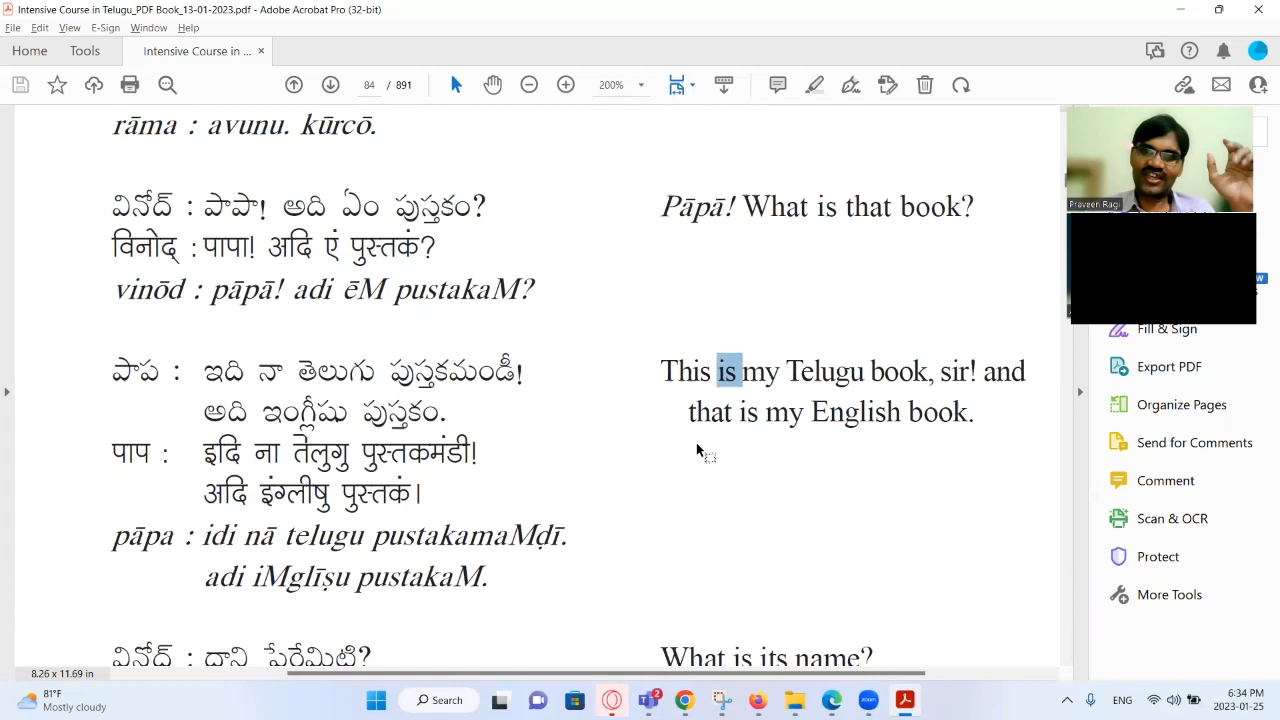 Intensive Course in Telugu_PDF Book_13-01-2023.pdf - Adobe Acrobat Pro (32-bit)
File Edit View E-Sign Window Help
Home Tools Intensive Course in ... ×
84 / 891 200%
rāma : avunu. kūrcō.
వినోద్ : పాపా! అది ఏం పుస్తకం? Pāpā! What is that book?
विनोद् : पापा! अदि एं पुस्तकं?
vinōd : pāpā! adi ēM pustakaM?
పాప : ఇది నా తెలుగు పుస్తకమండీ! This is my Telugu book, sir! and
అది ఇంగ్లీషు పుస్తకం. that is my English book.
पाप : इदि ना तेलुगु पुस्तकमंडी!
अदि इंग्लीषु पुस्तकं।
pāpa : idi nā telugu pustakamaMḍī.
adi iMglīṣu pustakaM.
వినోద్ : దాని పేరేమిటి? What is its name?
Praveen Ragi
Fill & Sign
Export PDF
Organize Pages
Send for Comments
Comment
Scan & OCR
Protect
More Tools
8.26 x 11.69 in
81°F
Mostly cloudy
Search
2
zoom
ENG
6:34 PM
2023-01-25